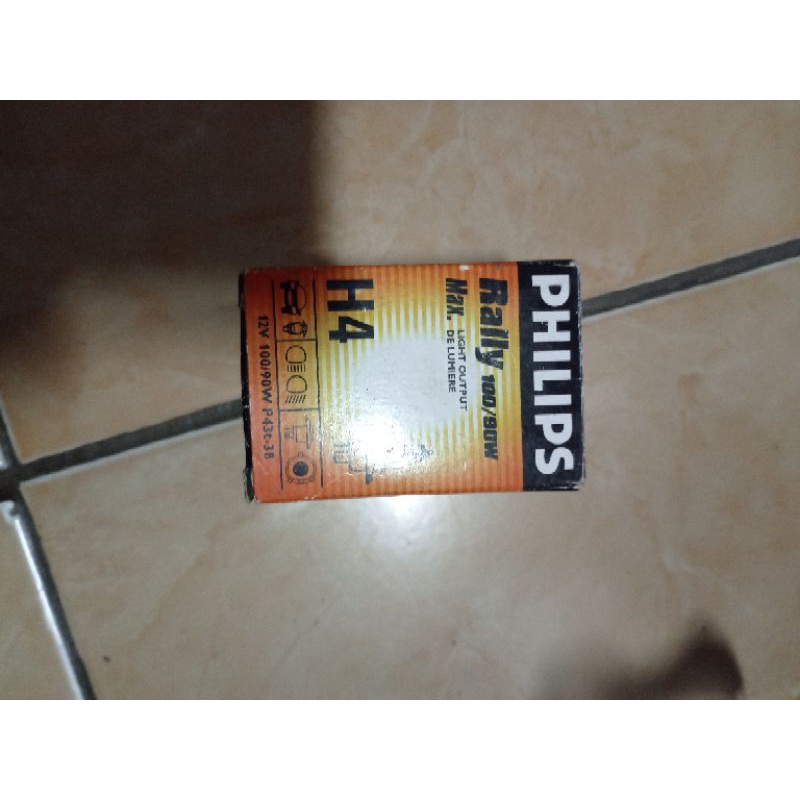 PHILIPS
Rally 100/90W
Max. LIGHT OUTPUT
DE LUMIERE
H4
12V 100/90W P43t-38